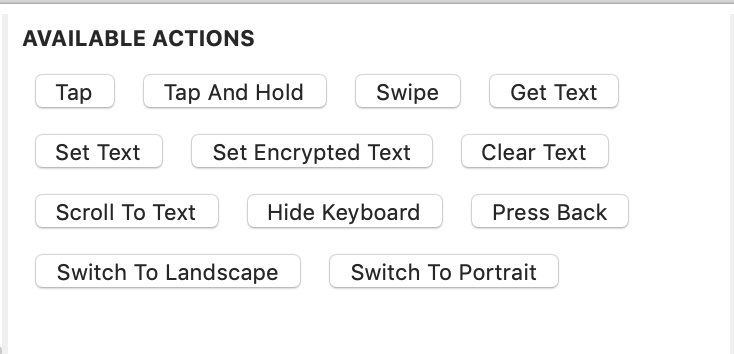 AVAILABLE ACTIONS
Tap Tap And Hold Swipe Get Text
Set Text Set Encrypted Text Clear Text
Scroll To Text Hide Keyboard Press Back
Switch To Landscape Switch To Portrait